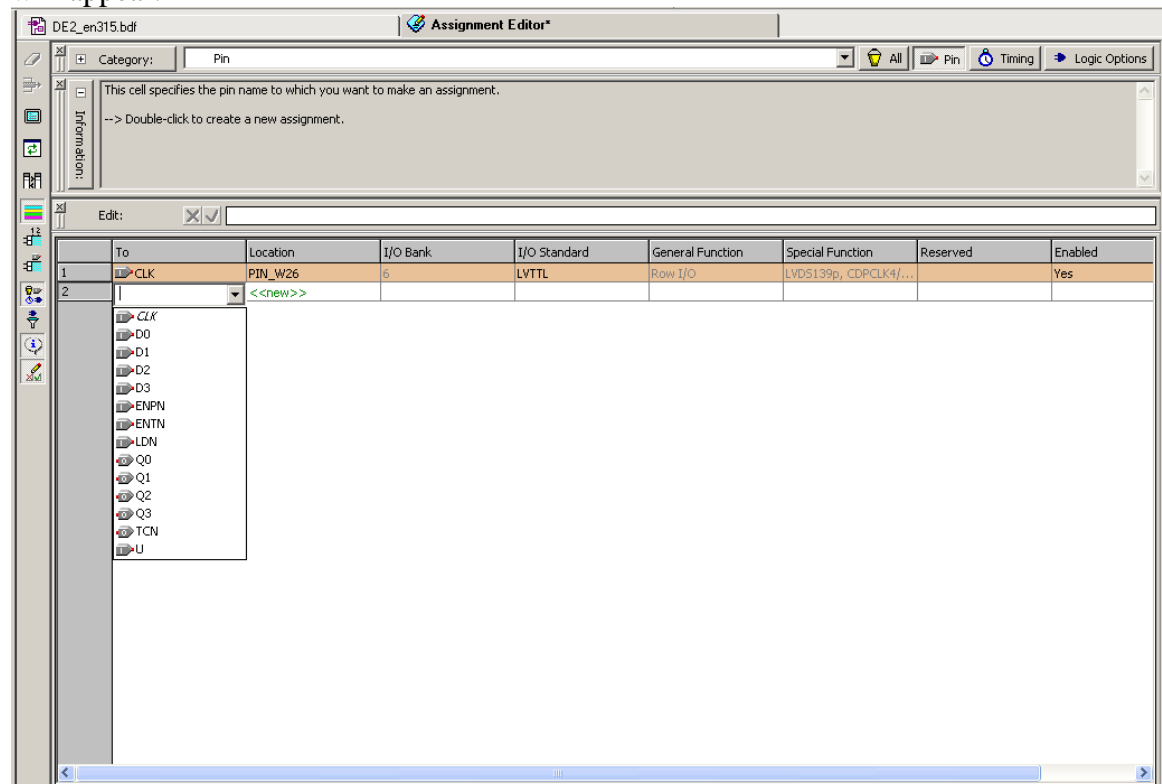 DE2_en315.bdf
Assignment Editor*
Category:
Pin
All
Pin
Timing
Logic Options
Information:
This cell specifies the pin name to which you want to make an assignment.
--> Double-click to create a new assignment.
Edit:
To Location I/O Bank I/O Standard General Function Special Function Reserved Enabled
1 CLK PIN_W26 6 LVTTL Row I/O LVDS139p, CDPCLK4/... Yes
2 <<new>>
CLK
D0
D1
D2
D3
ENPN
ENTN
LDN
Q0
Q1
Q2
Q3
TCN
U